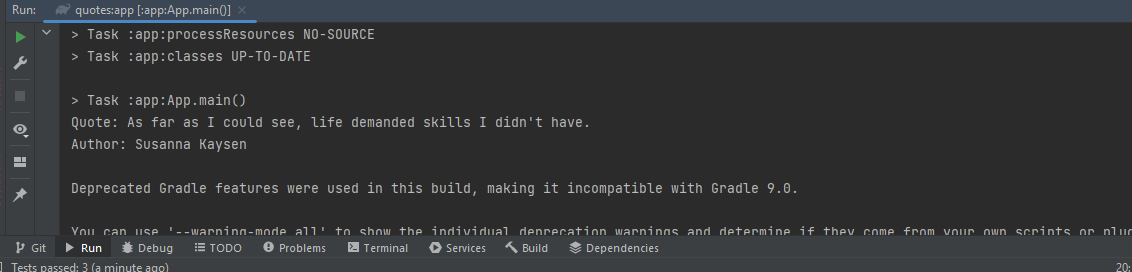 Run: quotes:app [:app:App.main()]
> Task :app:processResources NO-SOURCE
> Task :app:classes UP-TO-DATE
> Task :app:App.main()
Quote: As far as I could see, life demanded skills I didn't have.
Author: Susanna Kaysen
Deprecated Gradle features were used in this build, making it incompatible with Gradle 9.0.
You can use '--warning-mode all' to show the individual deprecation warnings and determine if they come from your own scripts or plug
Git Run Debug TODO Problems Terminal Services Build Dependencies
Tests passed: 3 (a minute ago) 20: